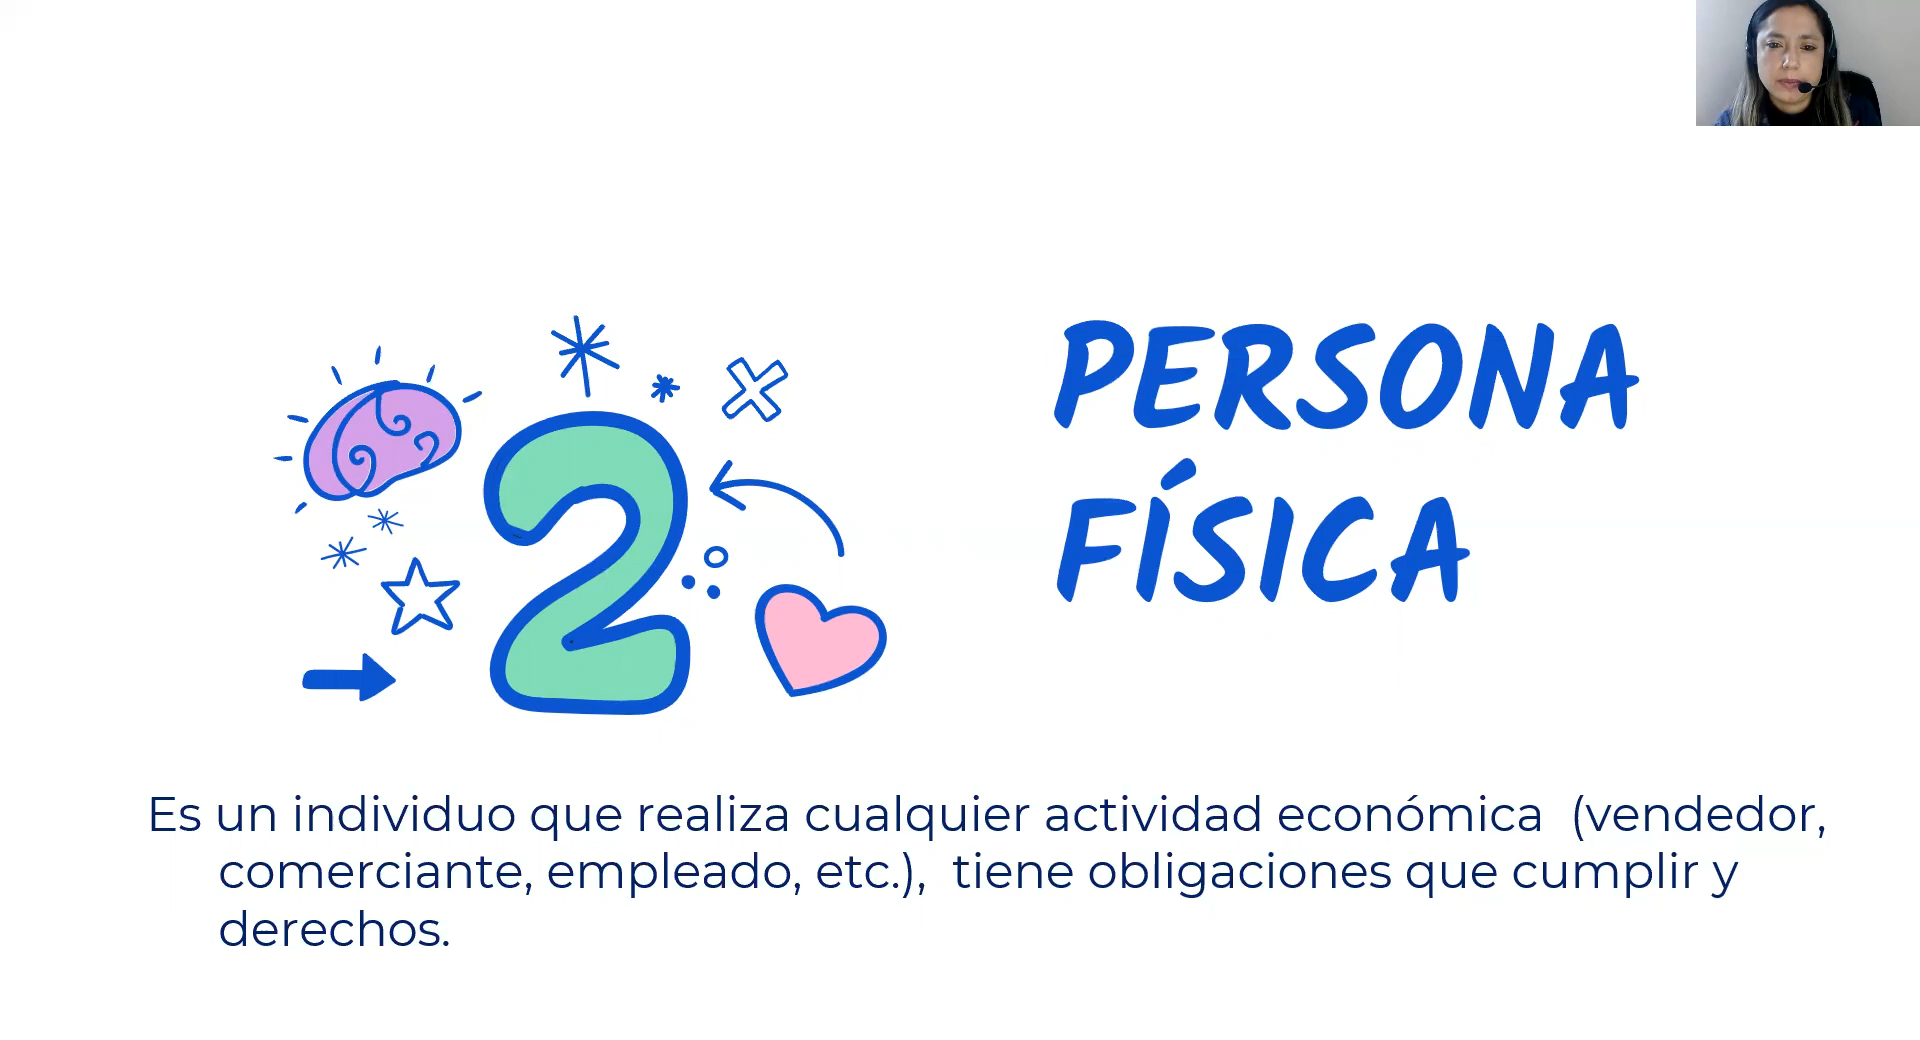 2
PERSONA
FÍSICA
Es un individuo que realiza cualquier actividad económica  (vendedor,
comerciante, empleado, etc.),  tiene obligaciones que cumplir y
derechos.